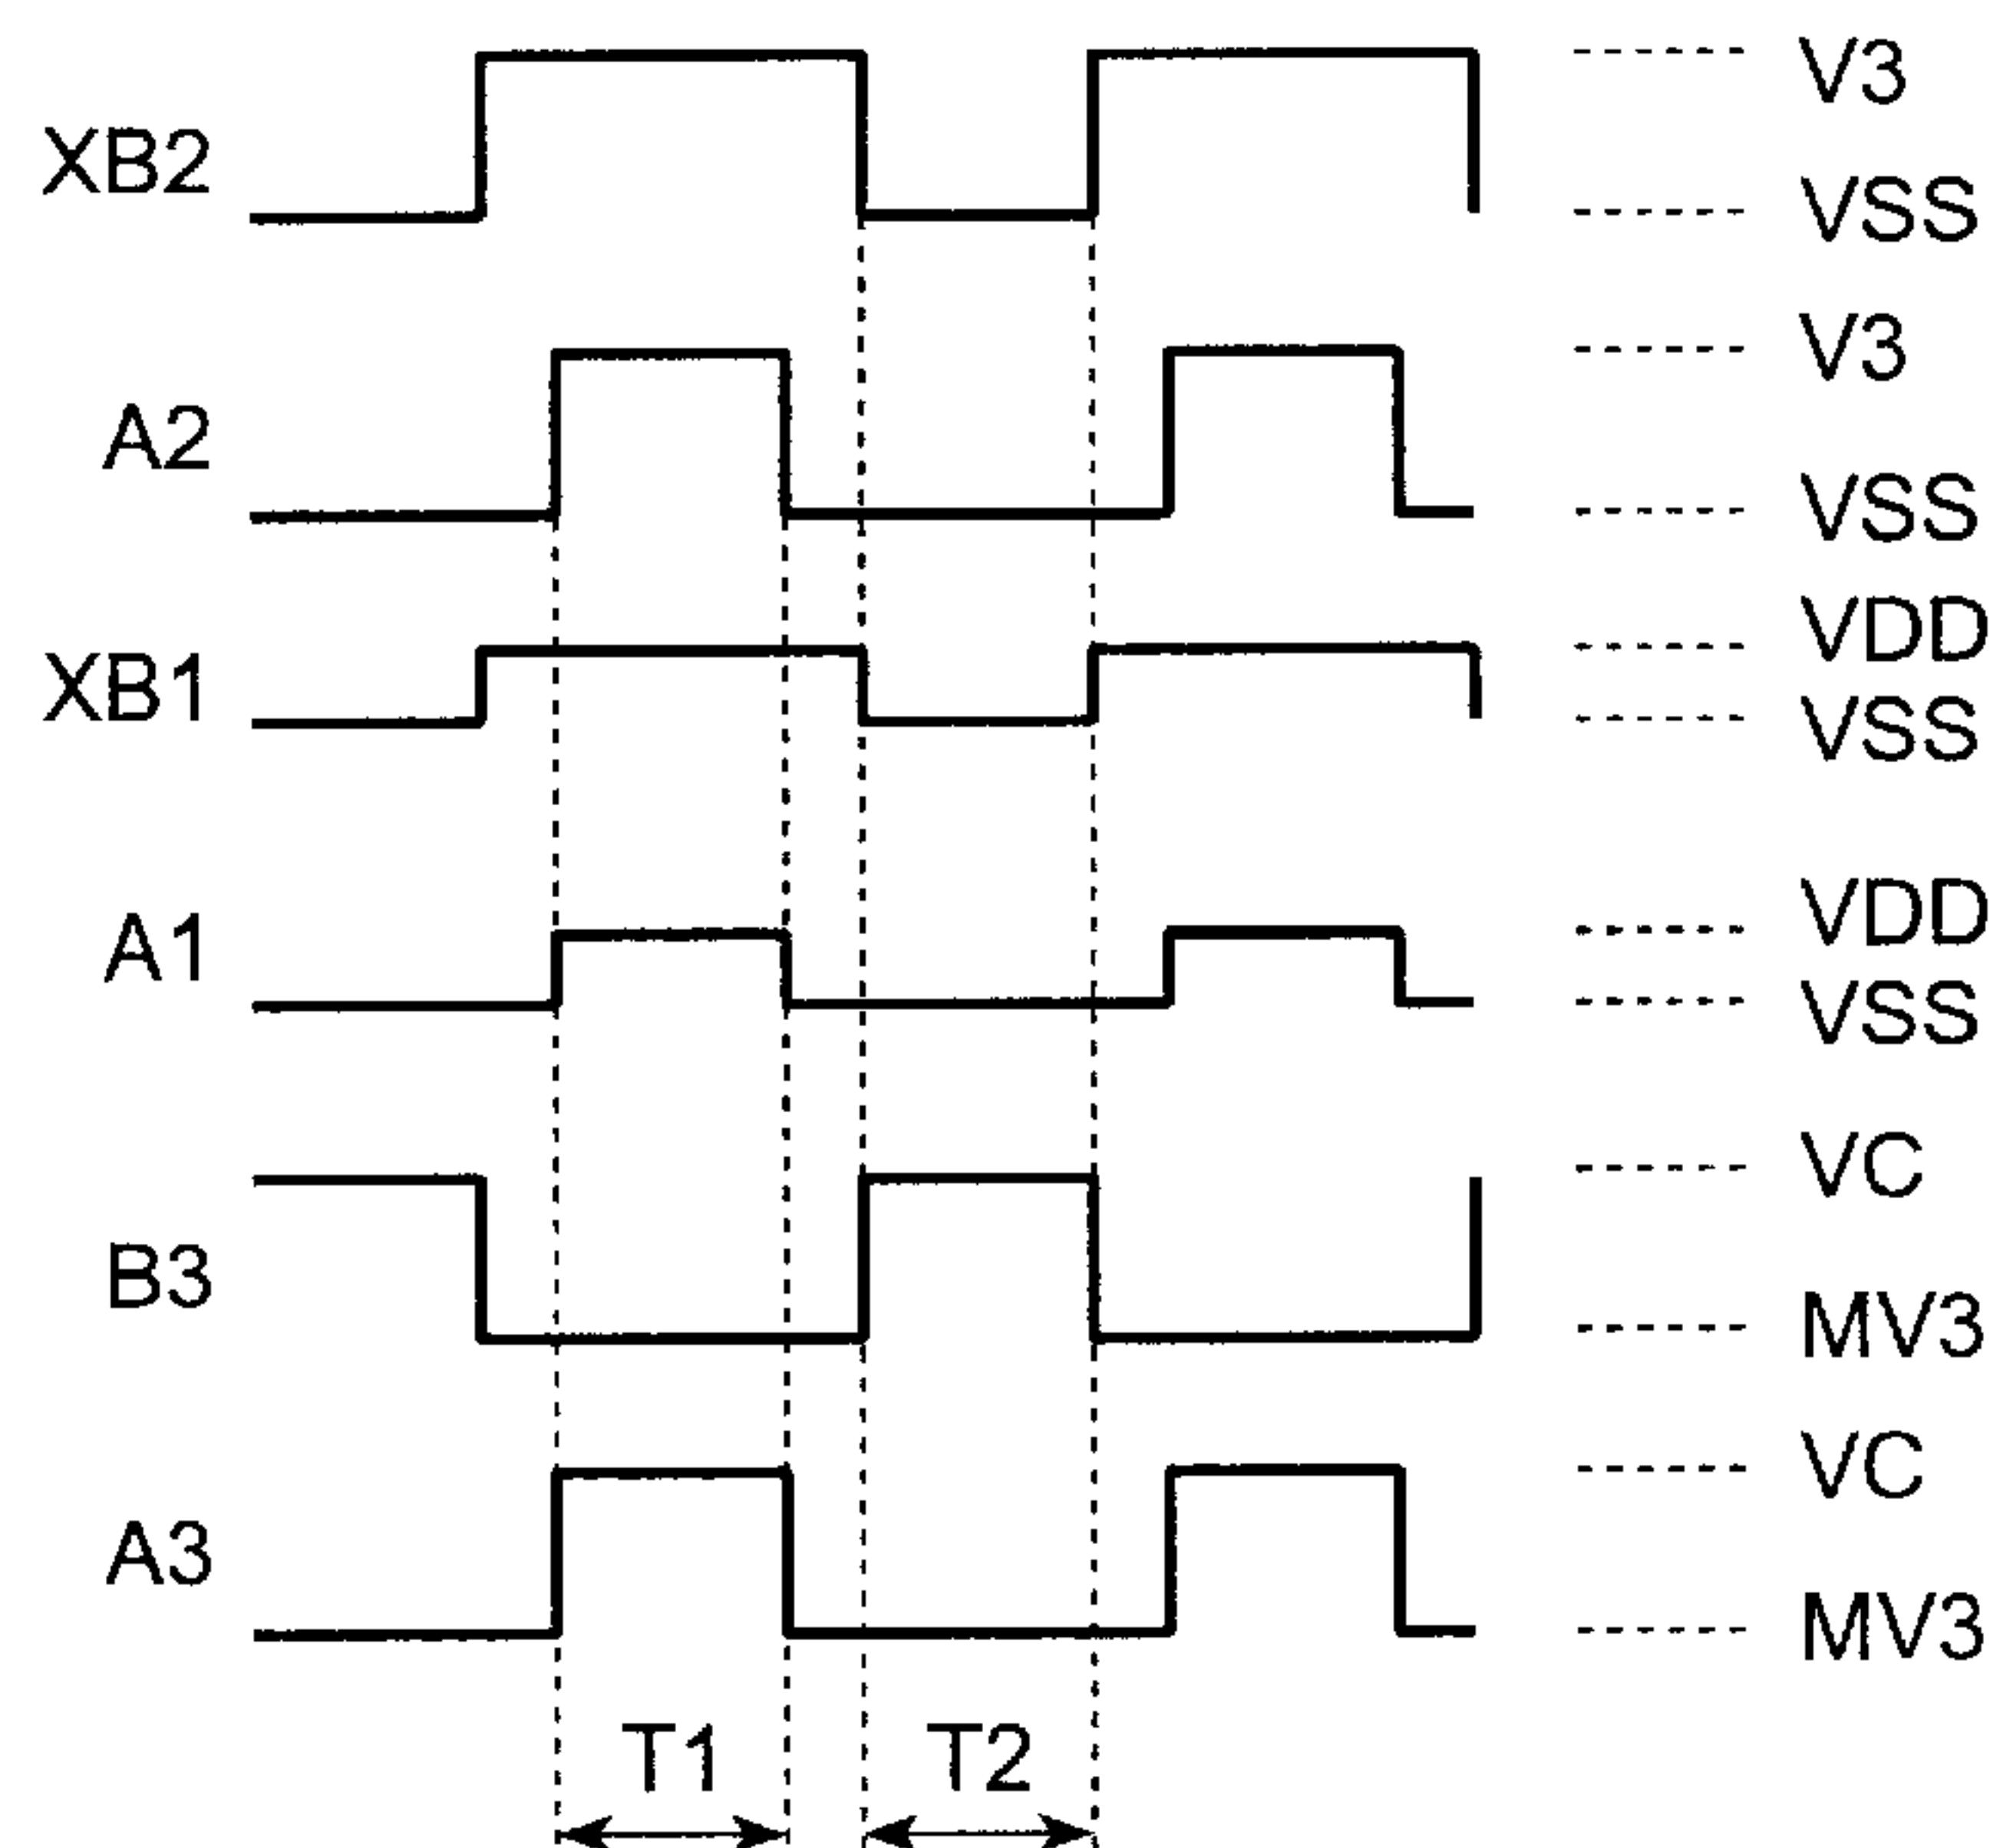 V3
XB2
VSS
V3
A2
VSS
VDD
XB1
VSS
VDD
A1
VSS
VC
B3
MV3
VC
A3
MV3
T1 T2